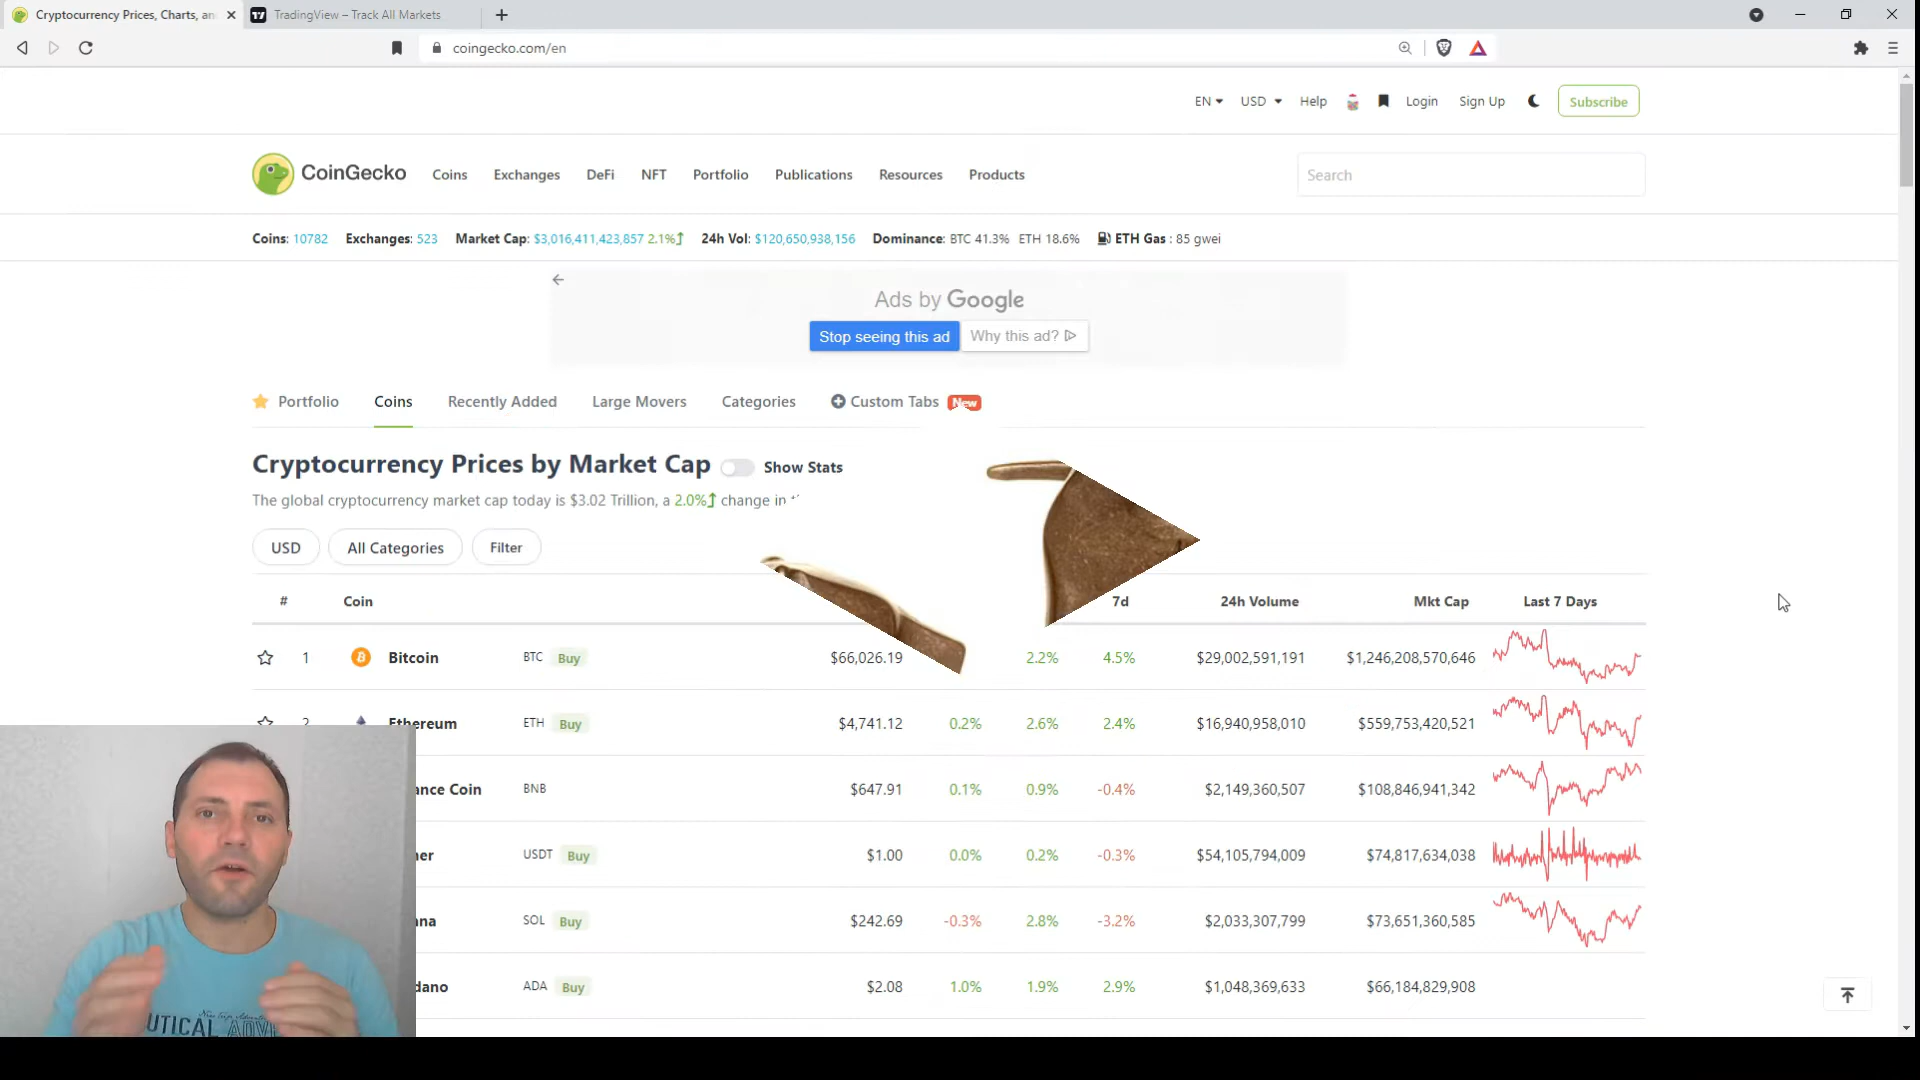 Cryptocurrency Prices, Charts, an
TradingView – Track All Markets
coingecko.com/en
EN USD Help Login Sign Up Subscribe
CoinGecko Coins Exchanges DeFi NFT Portfolio Publications Resources Products Search
Coins: 10782 Exchanges: 523 Market Cap: $3,016,411,423,857 2.1% 24h Vol: $120,650,938,156 Dominance: BTC 41.3% ETH 18.6% ETH Gas : 85 gwei
Ads by Google
Stop seeing this ad Why this ad?
Portfolio Coins Recently Added Large Movers Categories Custom Tabs New
Cryptocurrency Prices by Market Cap Show Stats
The global cryptocurrency market cap today is $3.02 Trillion, a 2.0% change in
USD All Categories Filter
# Coin 7d 24h Volume Mkt Cap Last 7 Days
1 Bitcoin BTC Buy $66,026.19 2.2% 4.5% $29,002,591,191 $1,246,208,570,646
2 Ethereum ETH Buy $4,741.12 0.2% 2.6% 2.4% $16,940,958,010 $559,753,420,521
ance Coin BNB $647.91 0.1% 0.9% -0.4% $2,149,360,507 $108,846,941,342
her USDT Buy $1.00 0.0% 0.2% -0.3% $54,105,794,009 $74,817,634,038
ana SOL Buy $242.69 -0.3% 2.8% -3.2% $2,033,307,799 $73,651,360,585
dano ADA Buy $2.08 1.0% 1.9% 2.9% $1,048,369,633 $66,184,829,908
UTICAL ADVE